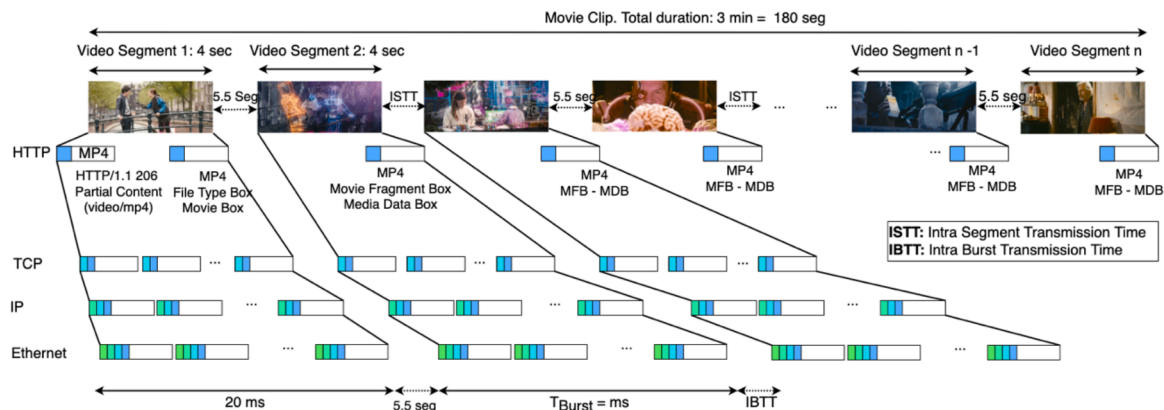 Movie Clip. Total duration: 3 min = 180 seg
Video Segment 1: 4 sec
Video Segment 2: 4 sec
Video Segment n -1
Video Segment n
5.5 Seg
ISTT
5.5 seg
ISTT
...
...
5.5 seg
HTTP
MP4
...
HTTP/1.1 206
Partial Content
(video/mp4)
MP4
File Type Box
Movie Box
MP4
Movie Fragment Box
Media Data Box
MP4
MFB - MDB
MP4
MFB - MDB
MP4
MFB - MDB
MP4
MFB - MDB
ISTT: Intra Segment Transmission Time
IBTT: Intra Burst Transmission Time
TCP
...
...
...
IP
...
...
...
Ethernet
...
...
...
20 ms
5.5 seg
TBurst = ms
IBTT